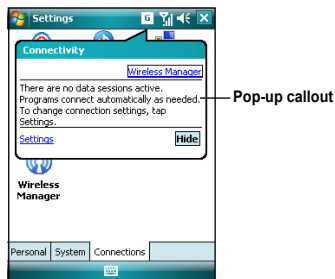 Settings
G
Connectivity
Wireless Manager
There are no data sessions active.
Programs connect automatically as needed.
To change connection settings, tap
Settings.
Settings
Hide
Pop-up callout
Wireless
Manager
Personal System Connections